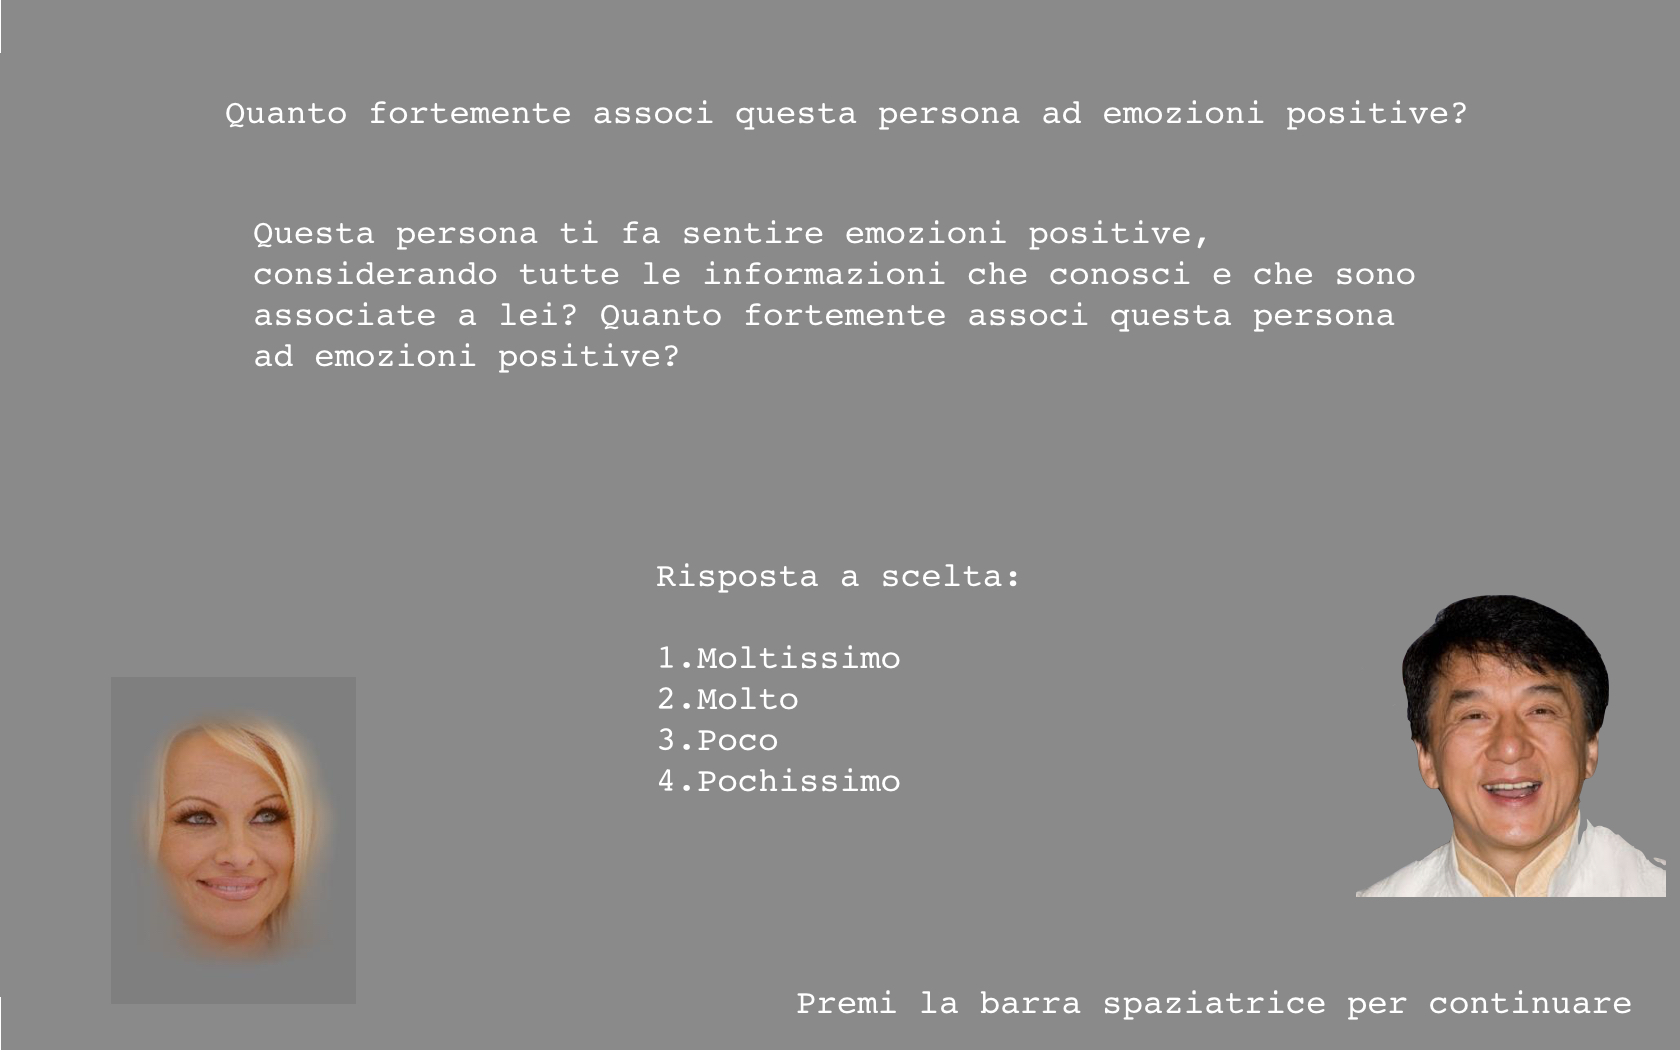 Quanto fortemente associ questa persona ad emozioni positive?
Questa persona ti fa sentire emozioni positive,
considerando tutte le informazioni che conosci e che sono
associate a lei? Quanto fortemente associ questa persona
ad emozioni positive?
Risposta a scelta:
1.Moltissimo
2.Molto
3.Poco
4.Pochissimo
Premi la barra spaziatrice per continuare